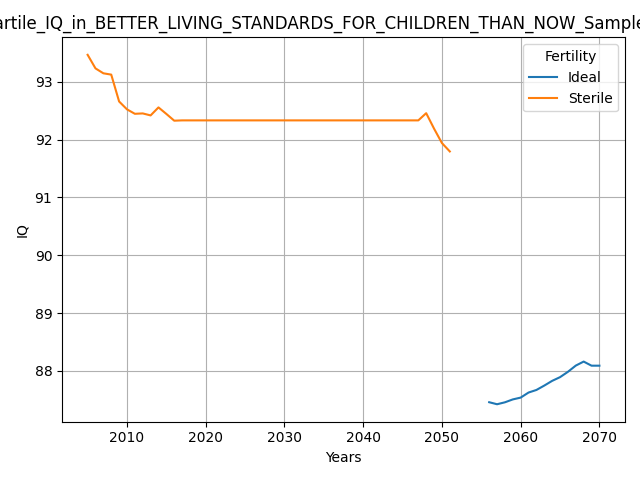 artile_IQ_in_BETTER_LIVING_STANDARDS_FOR_CHILDREN_THAN_NOW_Sample
Fertility
Ideal
Sterile
93
92
91
90
89
88
IQ
2010 2020 2030 2040 2050 2060 2070
Years